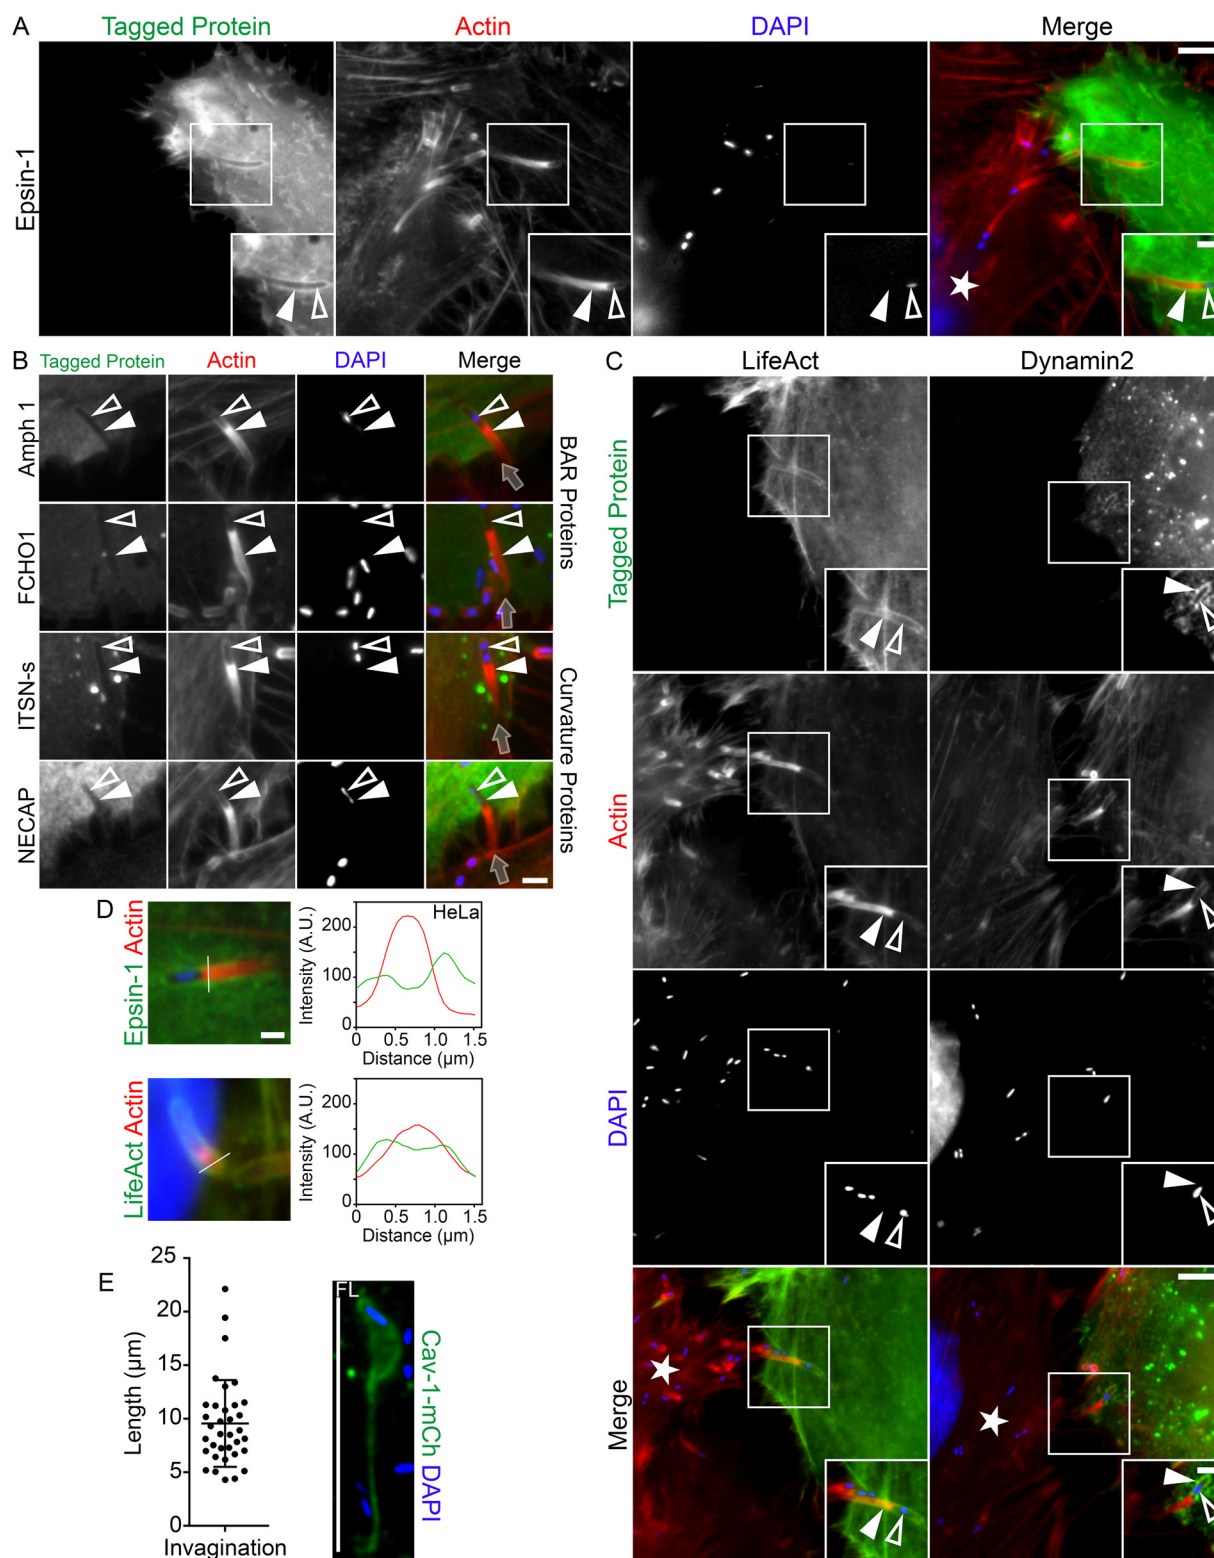 A
Tagged Protein
Actin
DAPI
Merge
Epsin-1
B
Tagged Protein
Actin
DAPI
Merge
Amph 1
FCHO1
ITSN-s
NECAP
BAR Proteins
Curvature Proteins
C
LifeAct
Dynamin2
Tagged Protein
Actin
DAPI
Merge
D
Epsin-1 Actin
Intensity (A.U.)
HeLa
200
100
0
0
0.5
1.0
1.5
Distance (μm)
LifeAct Actin
Intensity (A.U.)
200
100
0
0
0.5
1.0
1.5
Distance (μm)
E
Length (μm)
25
20
15
10
5
0
Invagination
FL
Cav-1-mCh DAPI